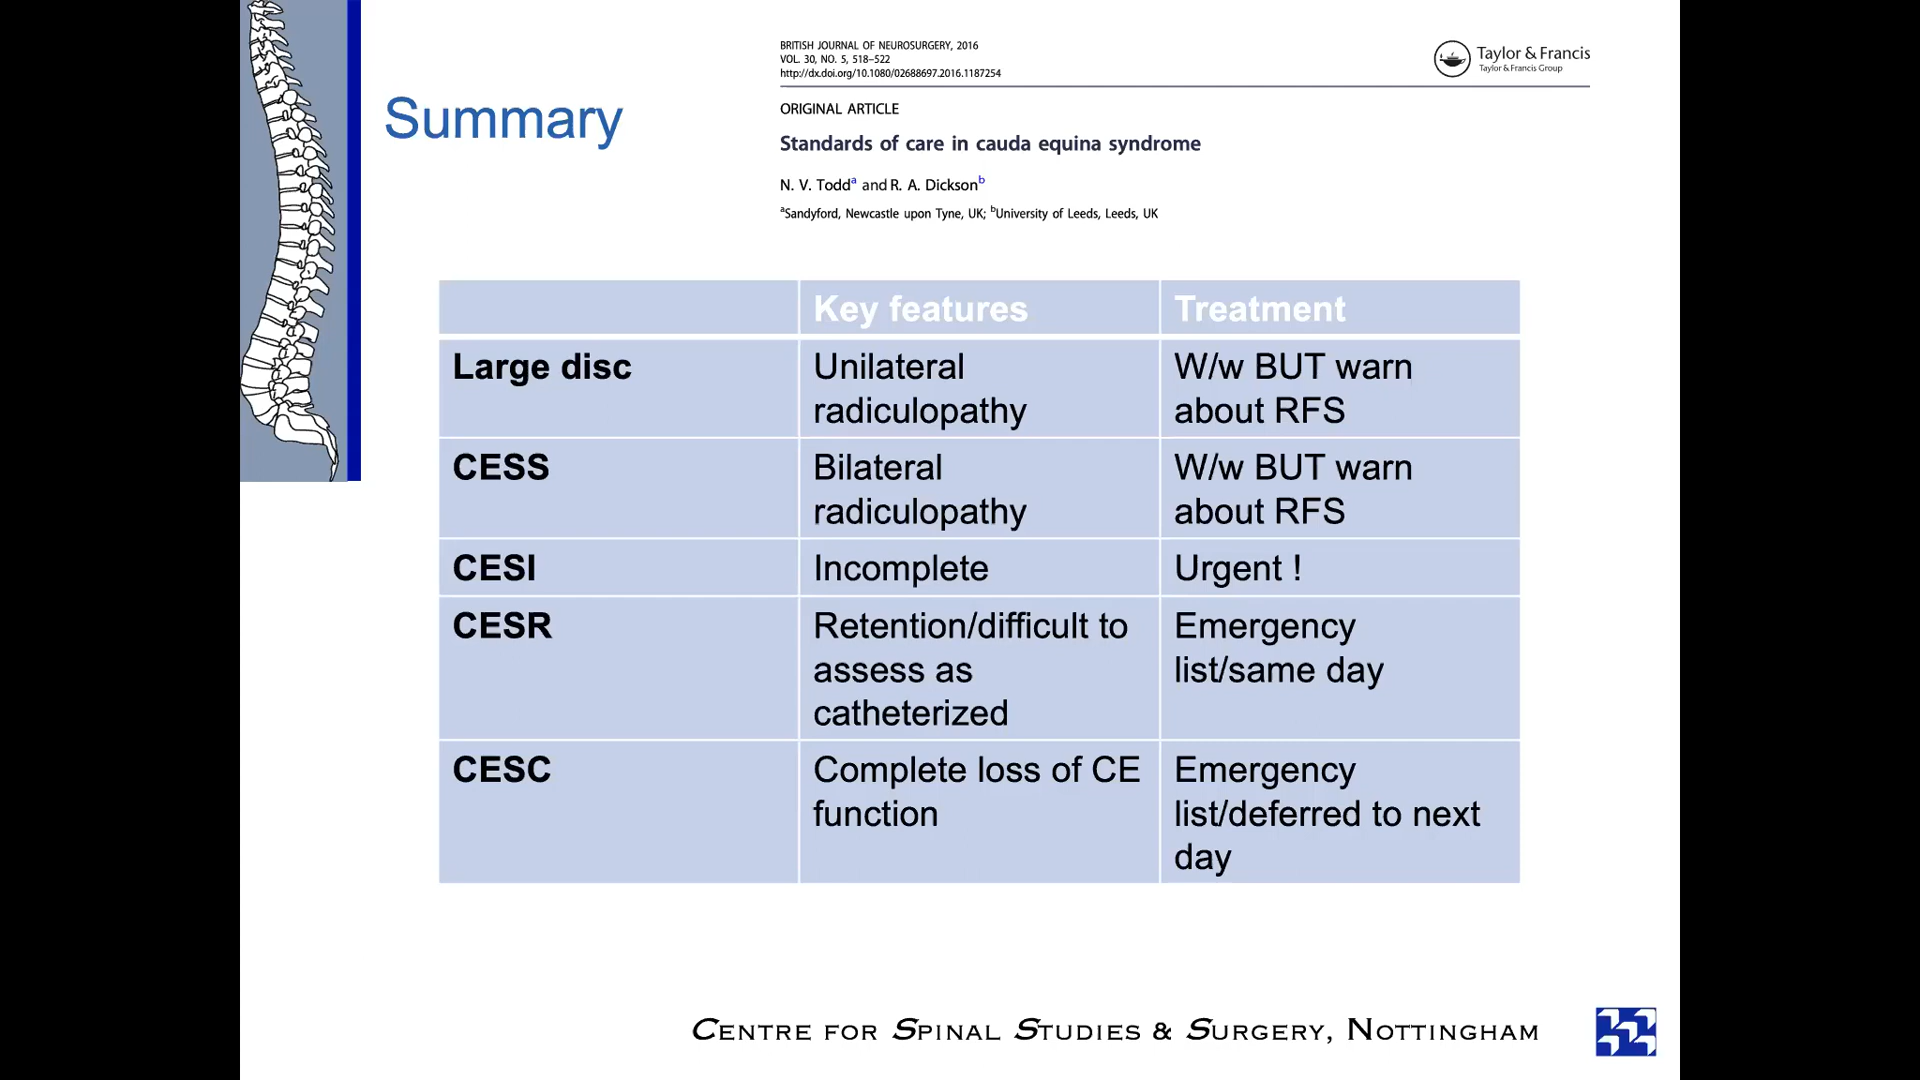 BRITISH JOURNAL OF NEUROSURGERY, 2016
VOL. 30, NO. 5, 518–522
http://dx.doi.org/10.1080/02688697.2016.1187254
Taylor & Francis
Taylor & Francis Group
Summary
ORIGINAL ARTICLE
Standards of care in cauda equina syndrome
N. V. Toddᵃ and R. A. Dicksonᵇ
ᵃSandyford, Newcastle upon Tyne, UK; ᵇUniversity of Leeds, Leeds, UK
Key features
Treatment
Large disc
Unilateral
radiculopathy
W/w BUT warn
about RFS
CESS
Bilateral
radiculopathy
W/w BUT warn
about RFS
CESI
Incomplete
Urgent !
CESR
Retention/difficult to
assess as
catheterized
Emergency
list/same day
CESC
Complete loss of CE
function
Emergency
list/deferred to next
day
CENTRE FOR SPINAL STUDIES & SURGERY, NOTTINGHAM